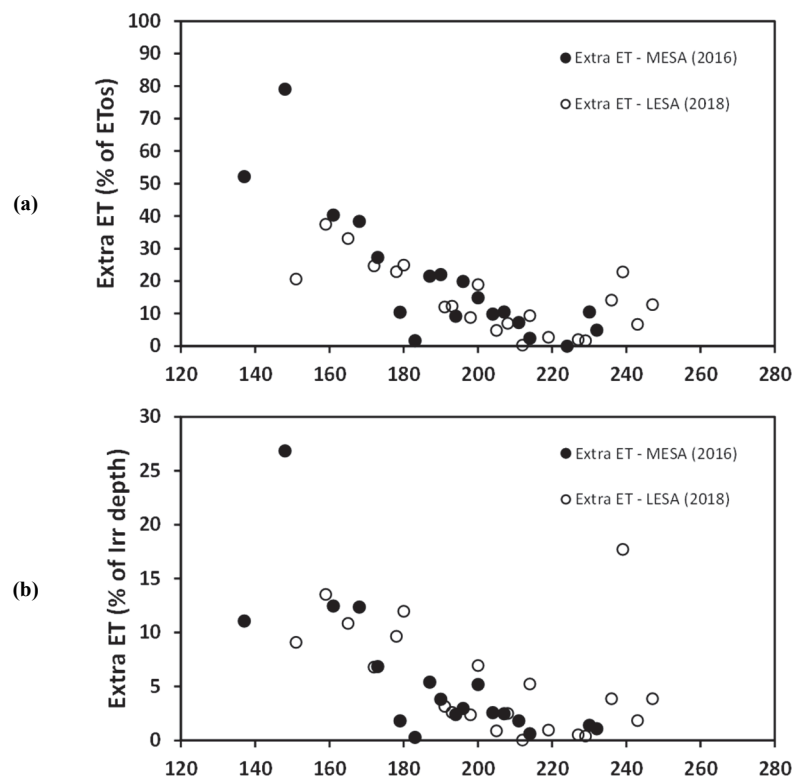 (a)
Extra ET (% of ETos)
100
90
80
70
60
50
40
30
20
10
0
Extra ET - MESA (2016)
Extra ET - LESA (2018)
120 140 160 180 200 220 240 260 280
(b)
Extra ET (% of Irr depth)
30
25
20
15
10
5
0
Extra ET - MESA (2016)
Extra ET - LESA (2018)
120 140 160 180 200 220 240 260 280